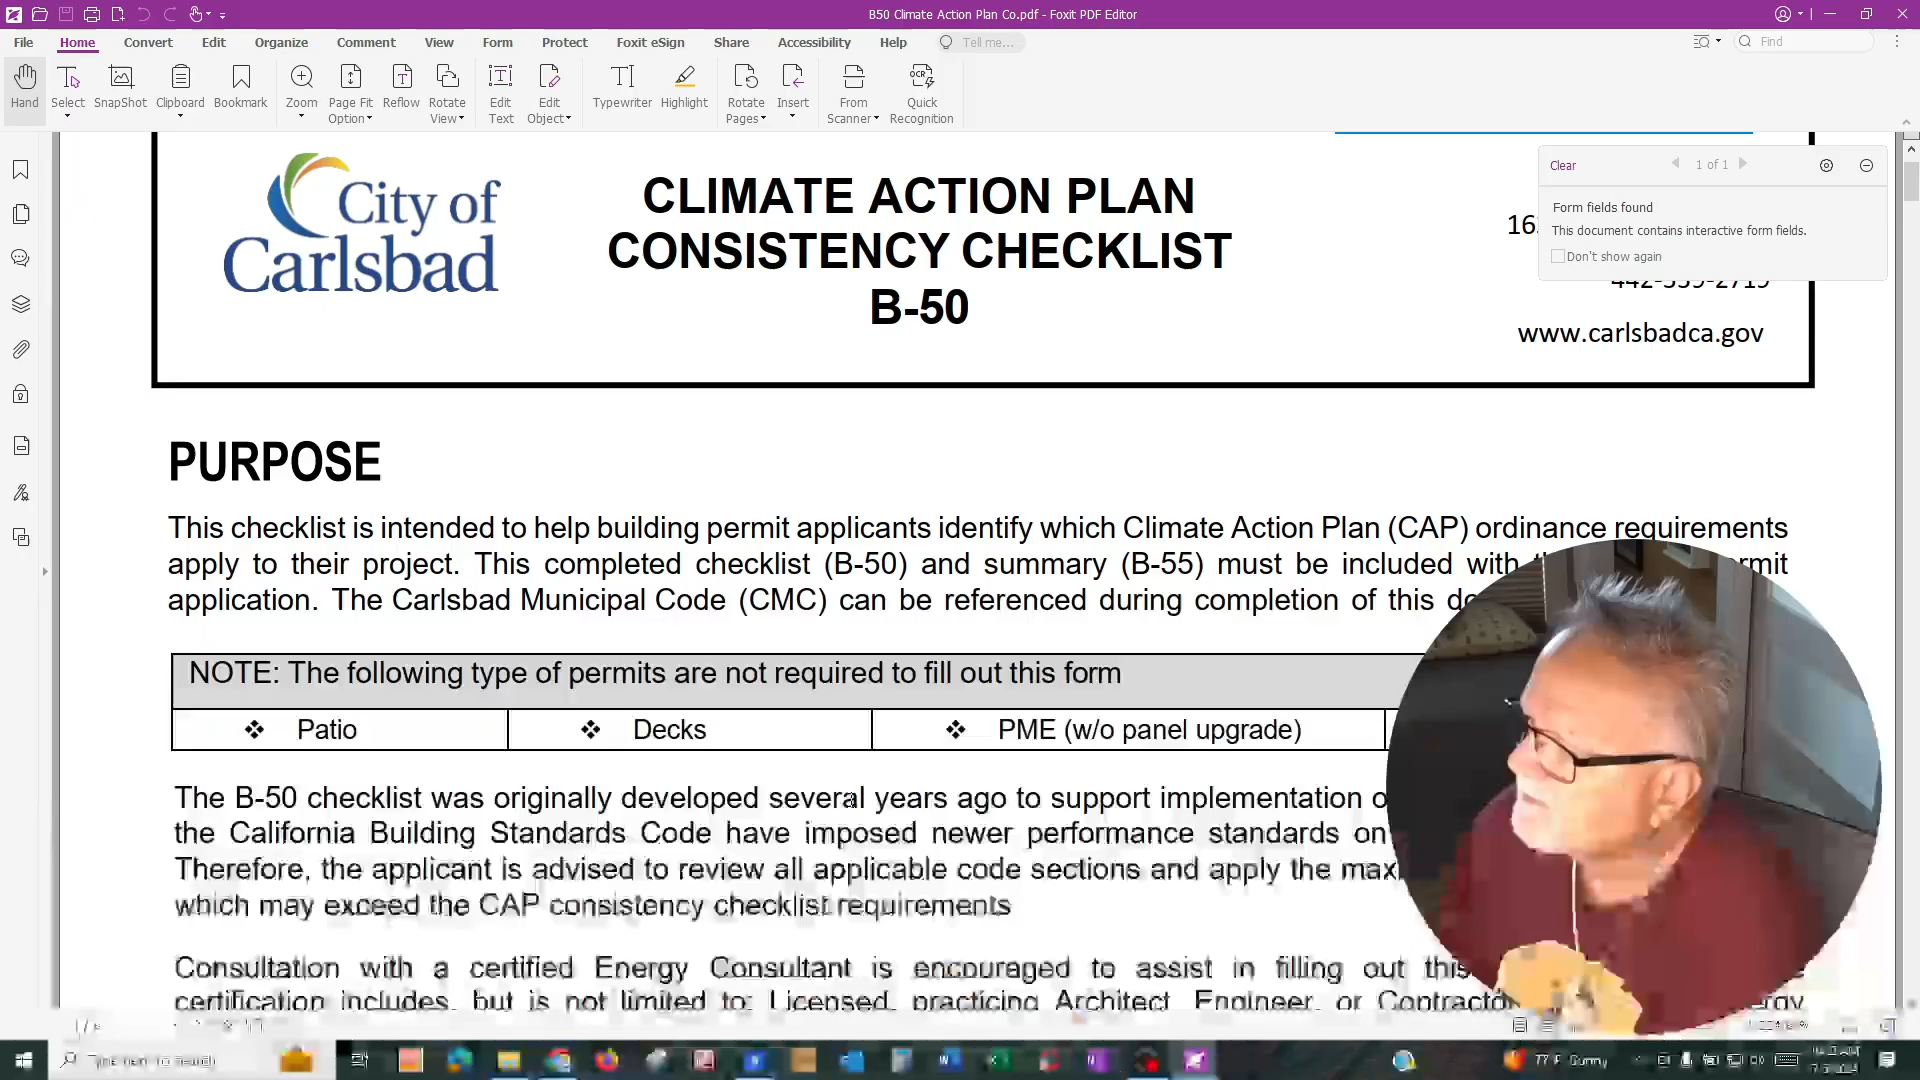 B50 Climate Action Plan Co.pdf - Foxit PDF Editor
File Home Convert Edit Organize Comment View Form Protect Foxit eSign Share Accessibility Help Tell me... Find
Hand Select SnapShot Clipboard Bookmark Zoom Page Fit Option Reflow Rotate View Edit Text Edit Object Typewriter Highlight Rotate Pages Insert From Scanner OCR Quick Recognition
Clear 1 of 1
Form fields found
This document contains interactive form fields.
Don't show again
City of
Carlsbad
CLIMATE ACTION PLAN
CONSISTENCY CHECKLIST
B-50
16
442-339-2719
www.carlsbadca.gov
PURPOSE
This checklist is intended to help building permit applicants identify which Climate Action Plan (CAP) ordinance requirements
apply to their project. This completed checklist (B-50) and summary (B-55) must be included with
application. The Carlsbad Municipal Code (CMC) can be referenced during completion of this
NOTE: The following type of permits are not required to fill out this form
❖ Patio ❖ Decks ❖ PME (w/o panel upgrade)
The B-50 checklist was originally developed several years ago to support implementation
the California Building Standards Code have imposed newer performance standards on
Therefore, the applicant is advised to review all applicable code sections and apply the
which may exceed the CAP consistency checklist requirements
Consultation with a certified Energy Consultant is encouraged to assist in filling out this
certification includes, but is not limited to: Licensed, practicing Architect, Engineer, or
Type here to search
77°F Sunny